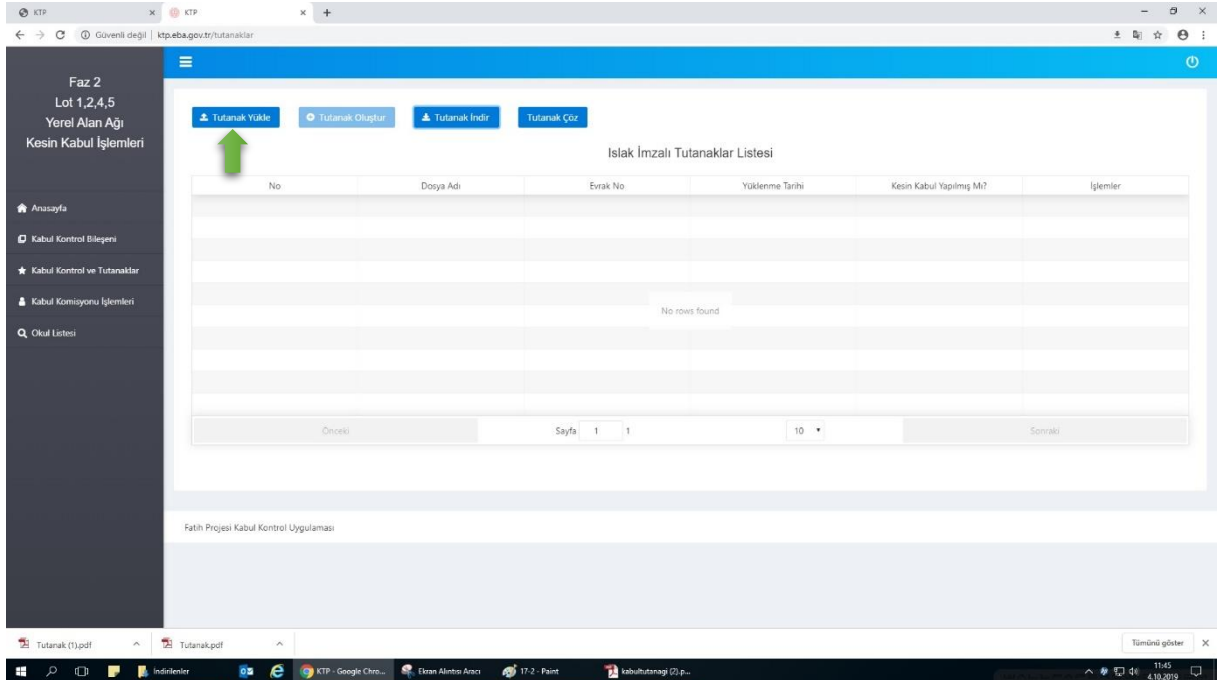 KTP
KTP
Güvenli değil | ktp.eba.gov.tr/tutanaklar
Faz 2
Lot 1,2,4,5
Yerel Alan Ağı
Kesin Kabul İşlemleri
Anasayfa
Kabul Kontrol Bileşeni
Kabul Kontrol ve Tutanaklar
Kabul Komisyonu İşlemleri
Okul Listesi
Tutanak Yükle
Tutanak Oluştur
Tutanak İndir
Tutanak Çöz
Islak İmzalı Tutanaklar Listesi
No Dosya Adı Evrak No Yüklenme Tarihi Kesin Kabul Yapılmış Mı? İşlemler
No rows found
Önceki Sayfa 1 1 10 Sonraki
Fatih Projesi Kabul Kontrol Uygulaması
Tutanak (1).pdf Tutanak.pdf Tümünü göster
İndirilenler KTP - Google Chro... Ekran Alıntısı Aracı 17-2 - Paint kabultutanagi (2).p... 11:45
4.10.2019